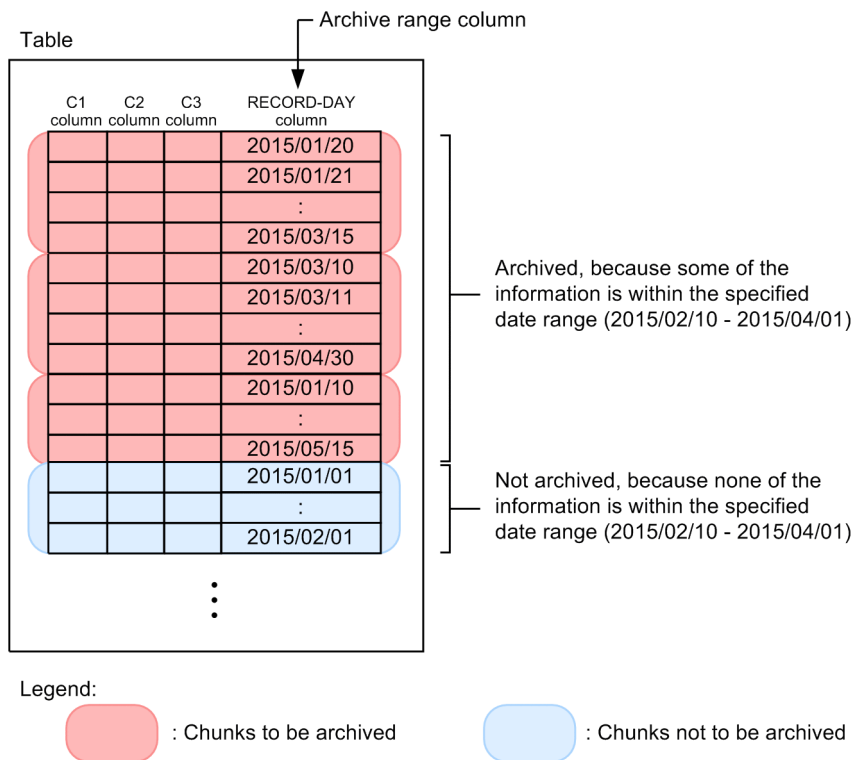 Archive range column
Table
C1 column
C2 column
C3 column
RECORD-DAY column
2015/01/20
2015/01/21
:
2015/03/15
2015/03/10
2015/03/11
:
2015/04/30
2015/01/10
:
2015/05/15
2015/01/01
:
2015/02/01
Archived, because some of the
information is within the specified
date range (2015/02/10 - 2015/04/01)
Not archived, because none of the
information is within the specified
date range (2015/02/10 - 2015/04/01)
Legend:
: Chunks to be archived
: Chunks not to be archived